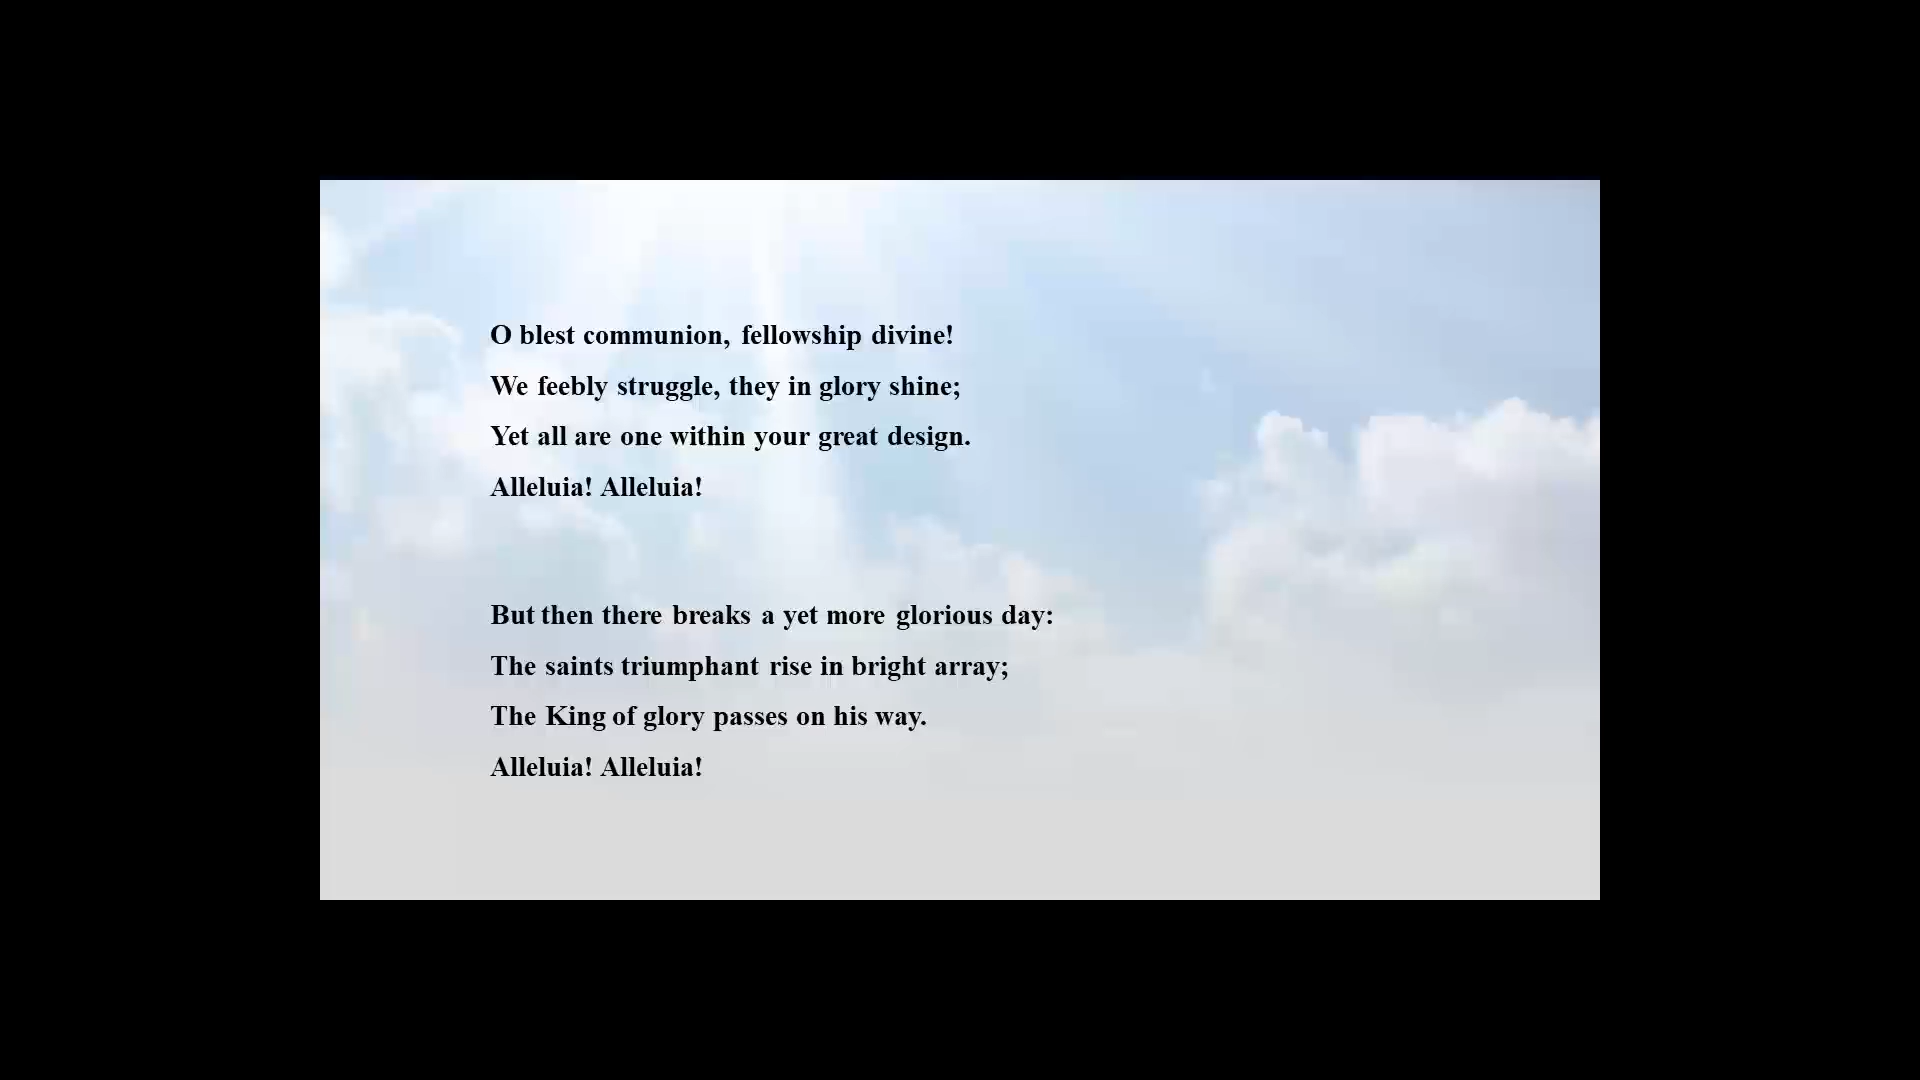 O blest communion, fellowship divine!
We feebly struggle, they in glory shine;
Yet all are one within your great design.
Alleluia! Alleluia!
But then there breaks a yet more glorious day:
The saints triumphant rise in bright array;
The King of glory passes on his way.
Alleluia! Alleluia!